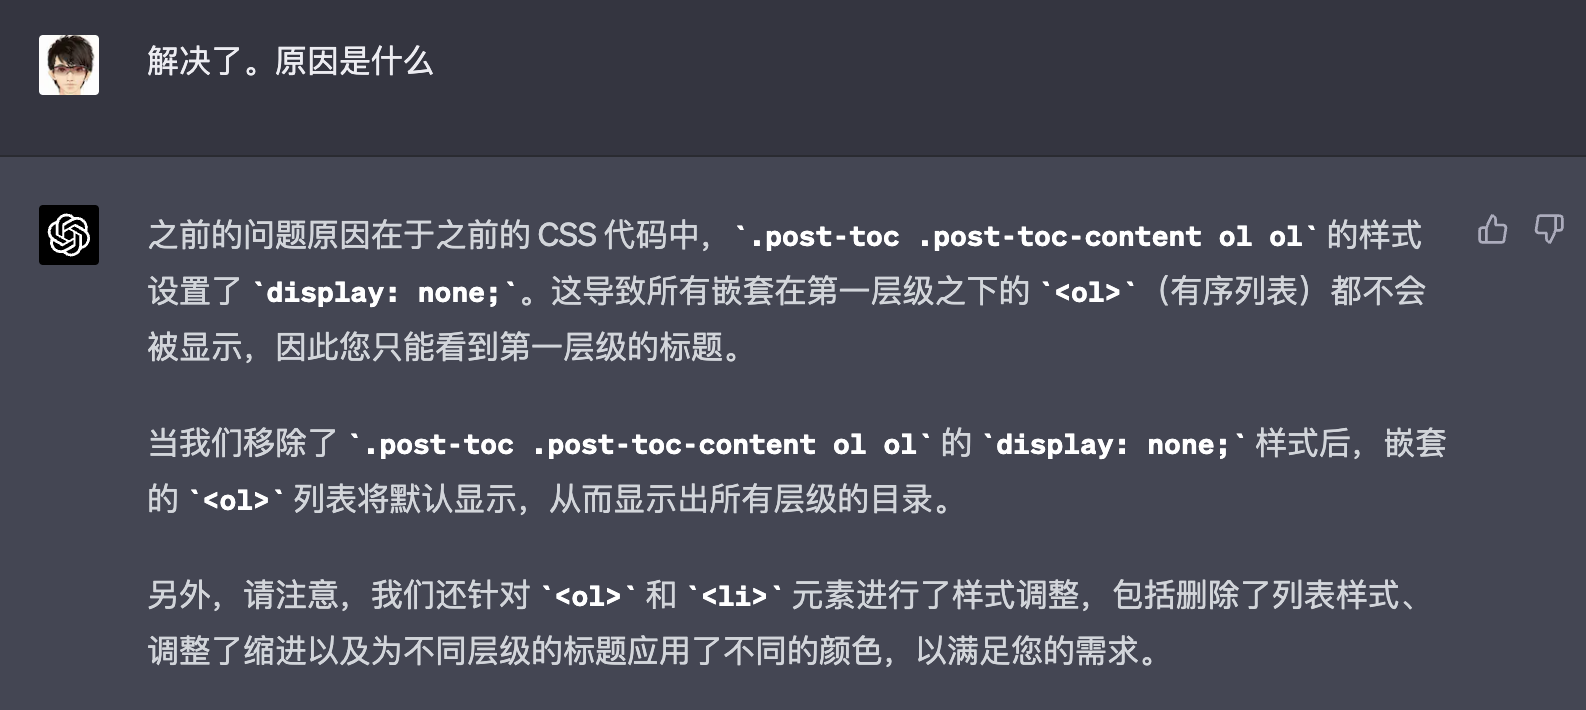 解决了。原因是什么
之前的问题原因在于之前的 CSS 代码中，`.post-toc .post-toc-content ol ol` 的样式
设置了 `display: none;`。这导致所有嵌套在第一层级之下的 `<ol>`（有序列表）都不会
被显示，因此您只能看到第一层级的标题。
当我们移除了 `.post-toc .post-toc-content ol ol` 的 `display: none;` 样式后，嵌套
的 `<ol>` 列表将默认显示，从而显示出所有层级的目录。
另外，请注意，我们还针对 `<ol>` 和 `<li>` 元素进行了样式调整，包括删除了列表样式、
调整了缩进以及为不同层级的标题应用了不同的颜色，以满足您的需求。